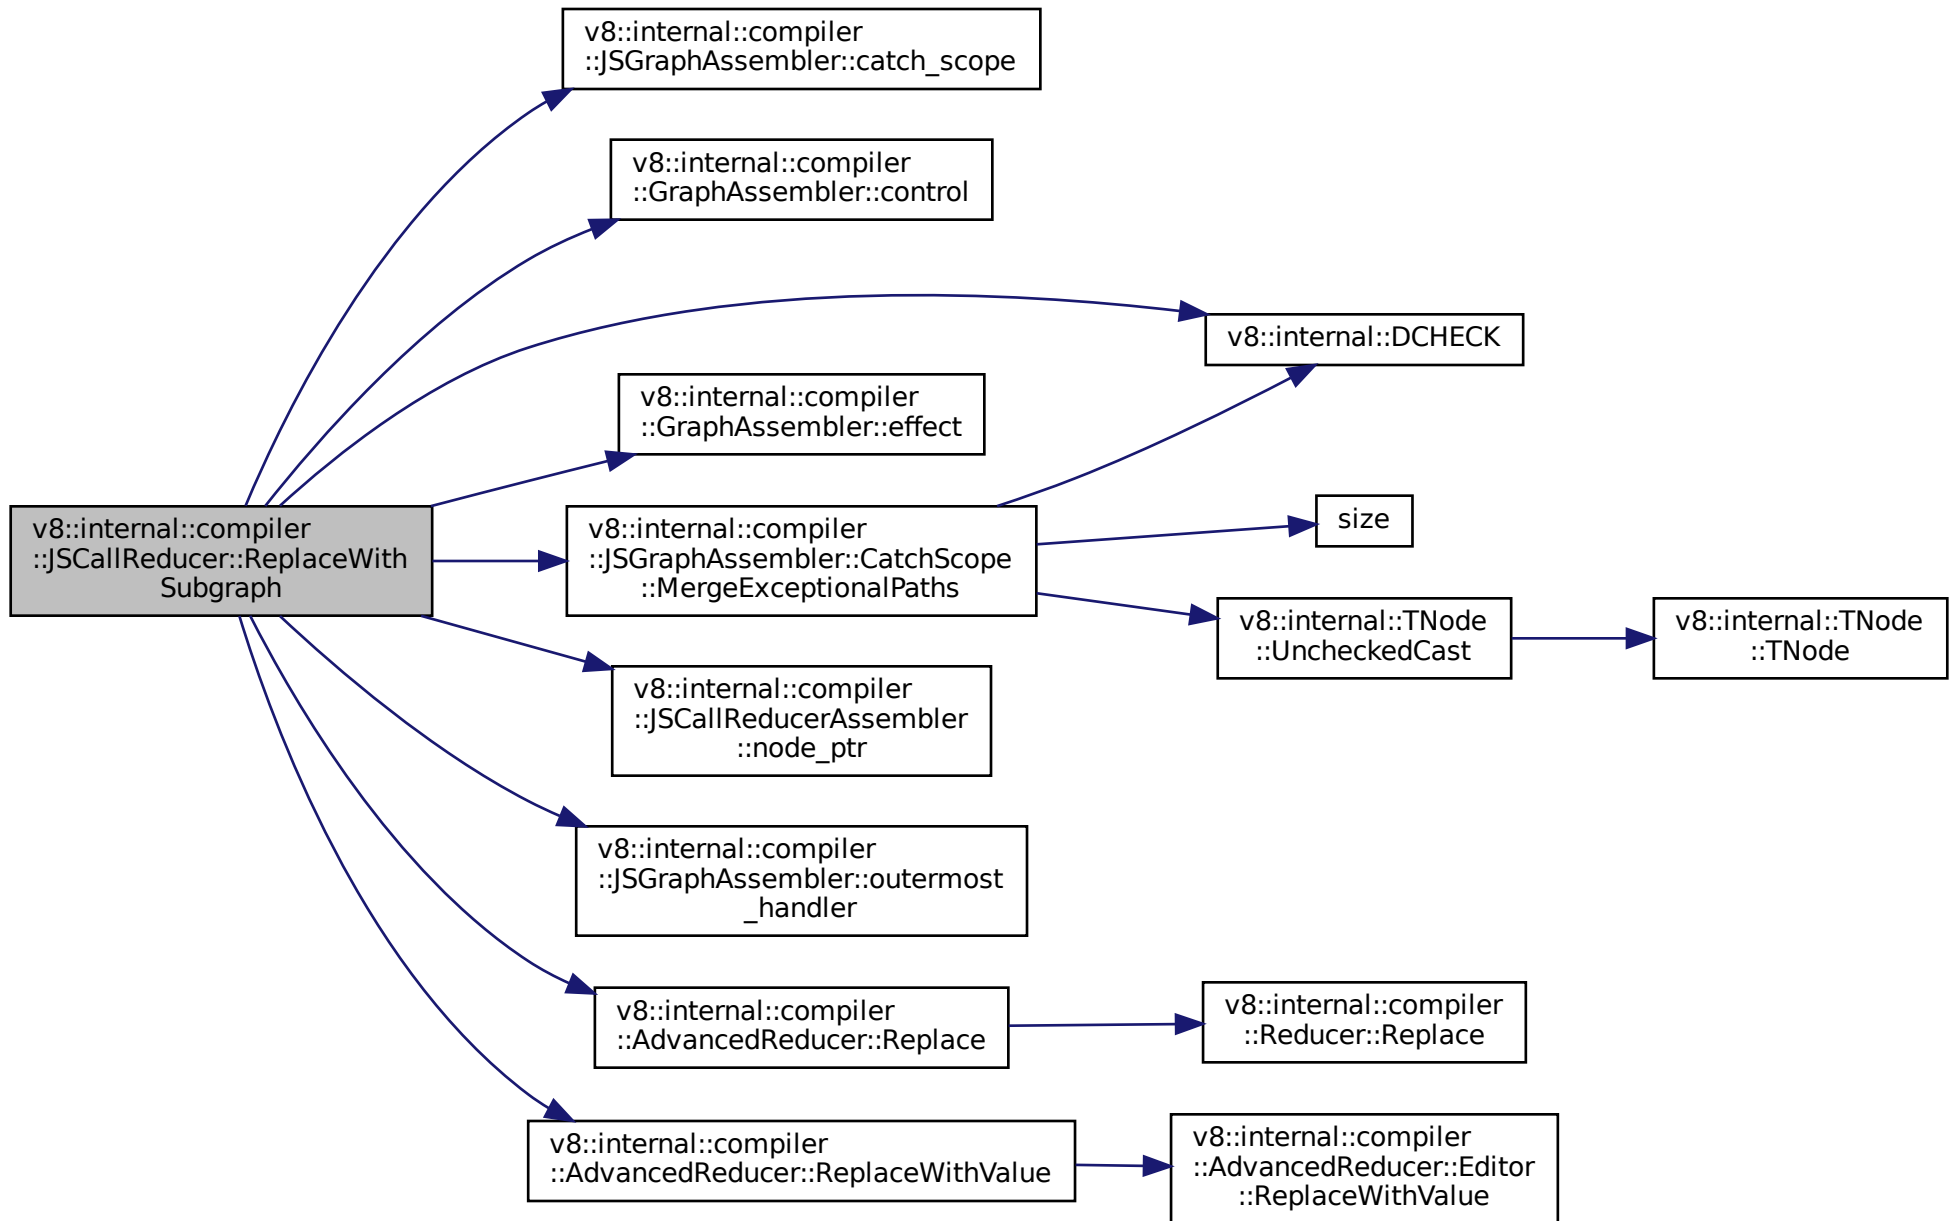 v8::internal::compiler
::JSGraphAssembler::catch_scope
v8::internal::compiler
::GraphAssembler::control
v8::internal::DCHECK
v8::internal::compiler
::GraphAssembler::effect
v8::internal::compiler
::JSCallReducer::ReplaceWith
Subgraph
v8::internal::compiler
::JSGraphAssembler::CatchScope
::MergeExceptionalPaths
size
v8::internal::TNode
::UncheckedCast
v8::internal::TNode
::TNode
v8::internal::compiler
::JSCallReducerAssembler
::node_ptr
v8::internal::compiler
::JSGraphAssembler::outermost
_handler
v8::internal::compiler
::AdvancedReducer::Replace
v8::internal::compiler
::Reducer::Replace
v8::internal::compiler
::AdvancedReducer::ReplaceWithValue
v8::internal::compiler
::AdvancedReducer::Editor
::ReplaceWithValue